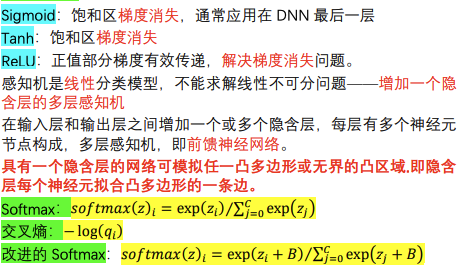 Sigmoid：饱和区梯度消失，通常应用在 DNN 最后一层
Tanh：饱和区梯度消失
ReLU：正值部分梯度有效传递，解决梯度消失问题。
感知机是线性分类模型，不能求解线性不可分问题——增加一个隐
含层的多层感知机
在输入层和输出层之间增加一个或多个隐含层，每层有多个神经元
节点构成，多层感知机，即前馈神经网络。
具有一个隐含层的网络可模拟任一凸多边形或无界的凸区域,即隐含
层每个神经元拟合凸多边形的一条边。
Softmax：softmax(z)_i = exp(z_i)/∑_{j=0}^{C} exp(z_j)
交叉熵：−log(q_i)
改进的 Softmax：softmax(z)_i = exp(z_i + B)/∑_{j=0}^{C} exp(z_j + B)